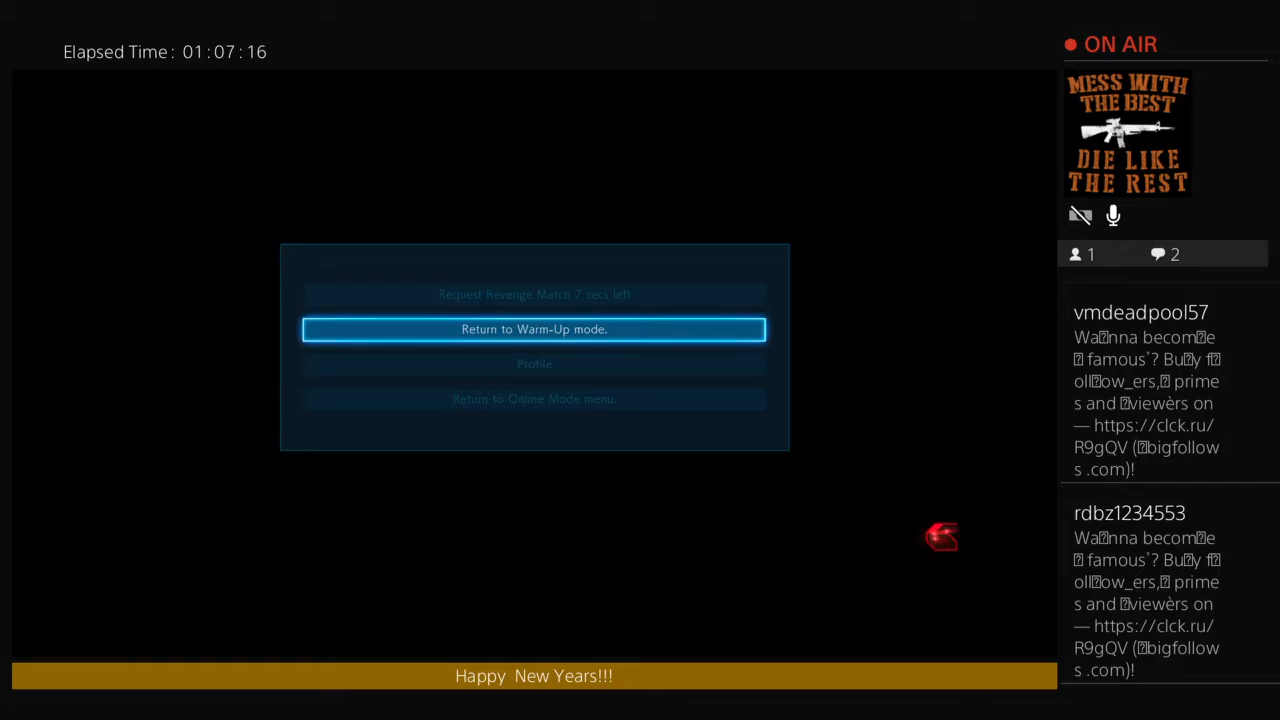 Elapsed Time: 01:07:16
ON AIR
MESS WITH
THE BEST
DIE LIKE
THE REST
1
2
Request Revenge Match 7 secs left
Return to Warm-Up mode.
Profile
Return to Online Mode menu.
vmdeadpool57
Wa▯nna becom▯e
▯ famous˚? Bu▯y f▯
oll▯ow_ers,▯ prime
s and ▯viewèrs on
— https://clck.ru/
R9gQV (▯bigfollow
s .com)!
rdbz1234553
Wa▯nna becom▯e
▯ famous˚? Bu▯y f▯
oll▯ow_ers,▯ prime
s and ▯viewèrs on
— https://clck.ru/
R9gQV (▯bigfollow
s .com)!
Happy New Years!!!